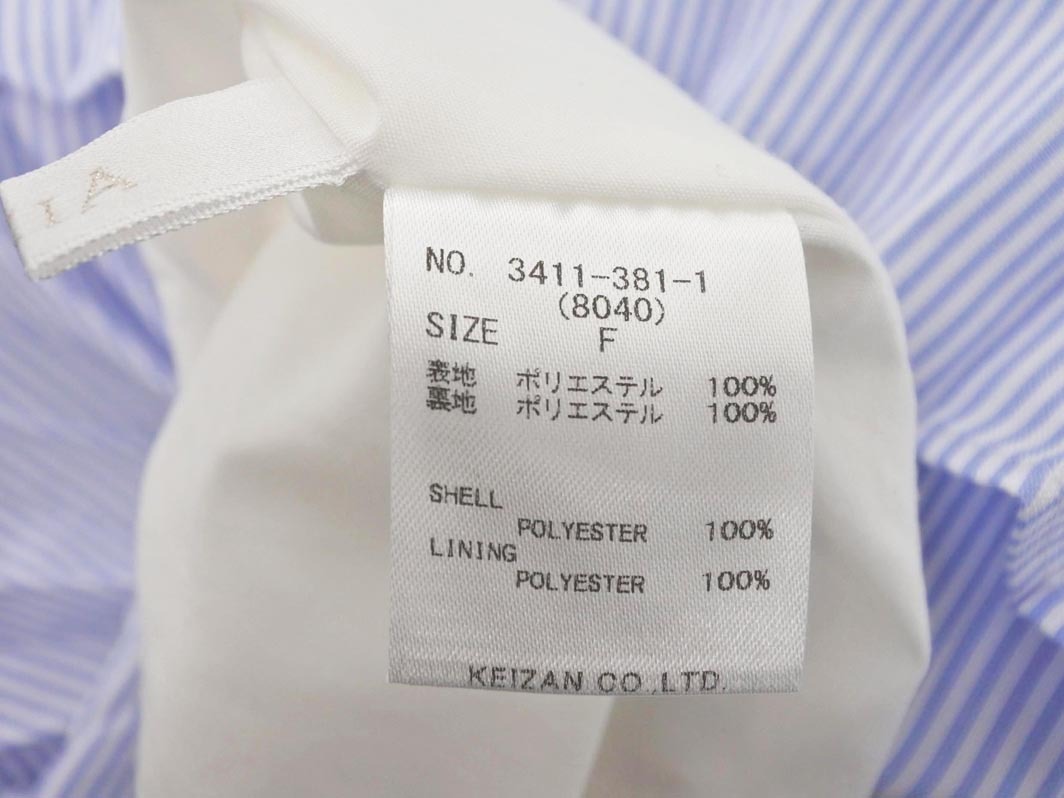 NO. 3411-381-1
(8040)
SIZE F
表地 ポリエステル 100%
裏地 ポリエステル 100%
SHELL
POLYESTER 100%
LINING
POLYESTER 100%
KEIZAN CO.,LTD.